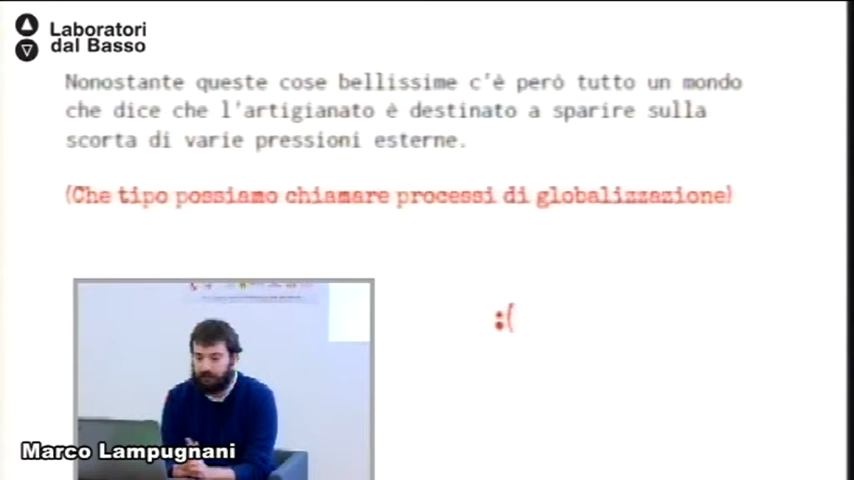 Laboratori
dal Basso
Nonostante queste cose bellissime c'è però tutto un mondo
che dice che l'artigianato è destinato a sparire sulla
scorta di varie pressioni esterne.
(Che tipo possiamo chiamare processi di globalizzazione)
:(
Marco Lampugnani